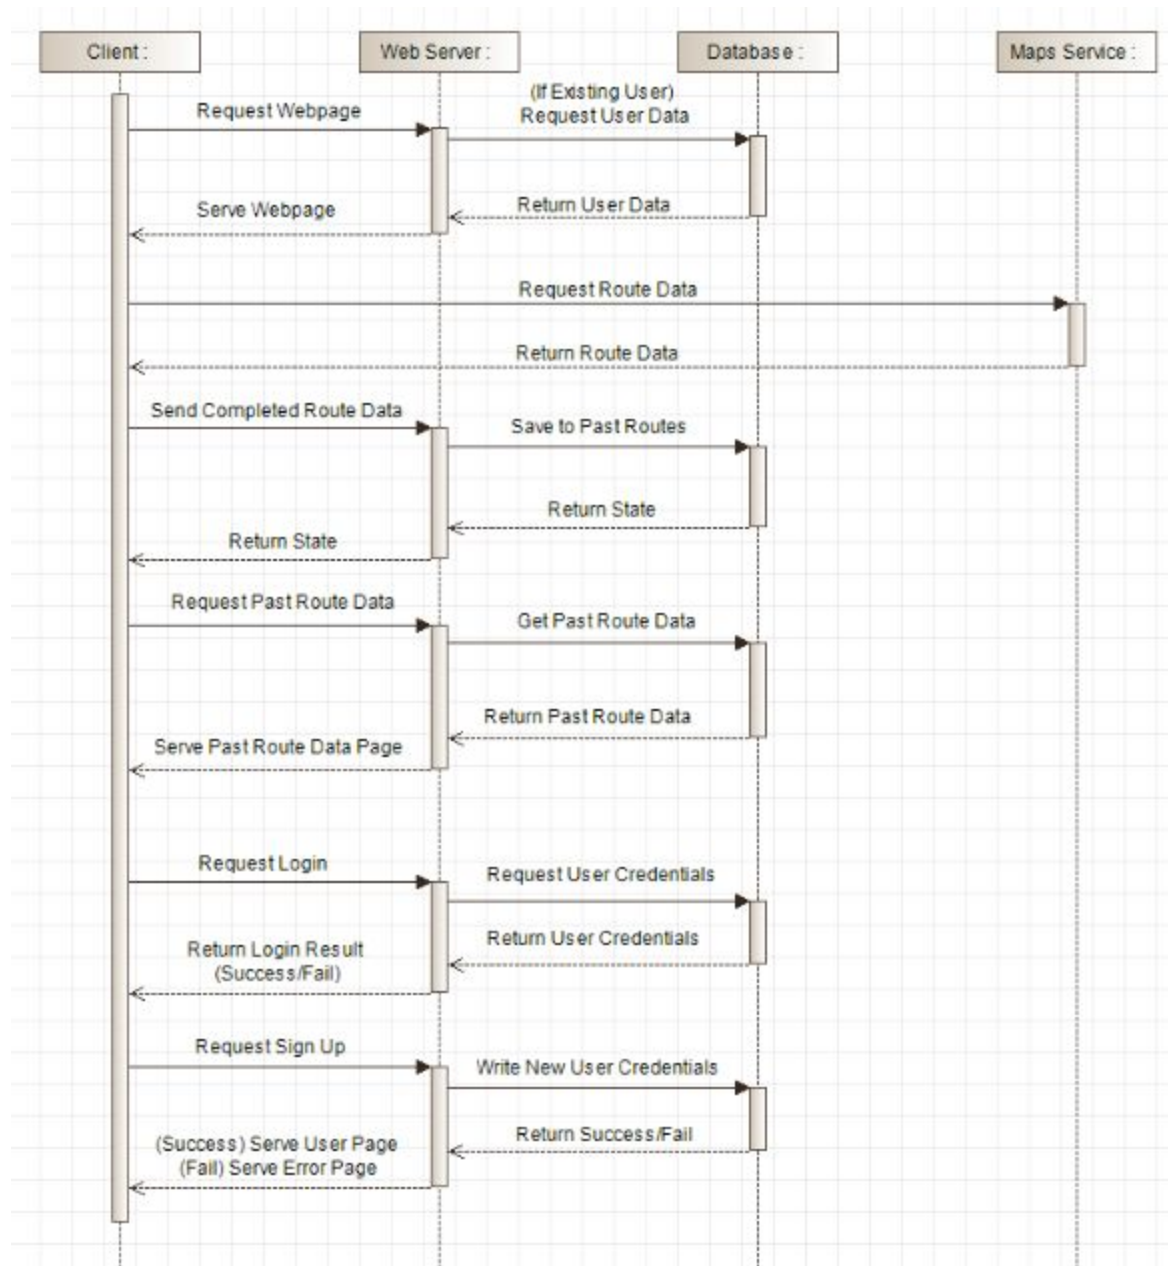 Client :
Web Server :
Database :
Maps Service :
Request Webpage
(If Existing User)
Request User Data
Serve Webpage
Return User Data
Request Route Data
Return Route Data
Send Completed Route Data
Save to Past Routes
Return State
Return State
Request Past Route Data
Get Past Route Data
Return Past Route Data
Serve Past Route Data Page
Request Login
Request User Credentials
Return User Credentials
Return Login Result
(Success/Fail)
Request Sign Up
Write New User Credentials
Return Success/Fail
(Success) Serve User Page
(Fail) Serve Error Page